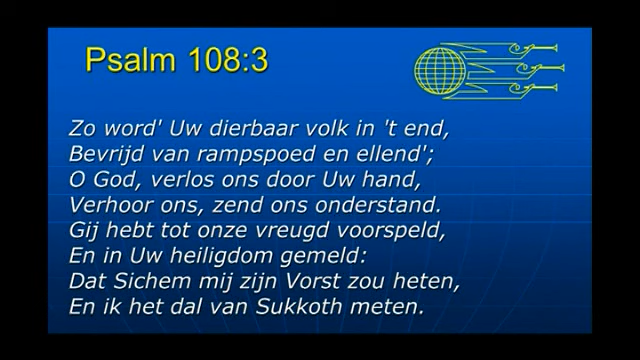 Psalm 108:3
Zo word' Uw dierbaar volk in 't end,
Bevrijd van rampspoed en ellend';
O God, verlos ons door Uw hand,
Verhoor ons, zend ons onderstand.
Gij hebt tot onze vreugd voorspeld,
En in Uw heiligdom gemeld:
Dat Sichem mij zijn Vorst zou heten,
En ik het dal van Sukkoth meten.